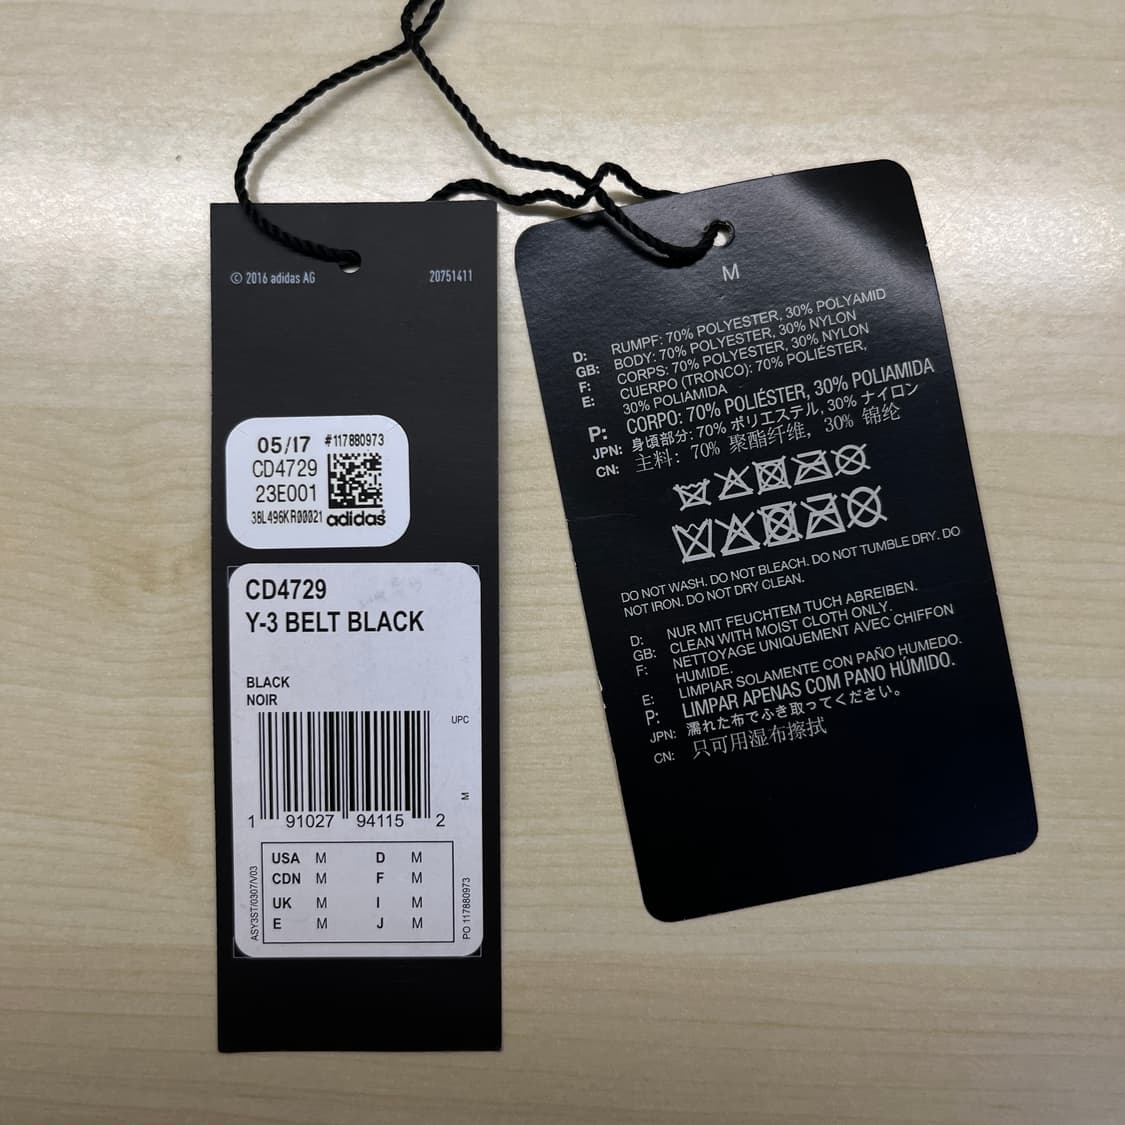 © 2016 adidas AG
20751411
05/17 #117880973
CD4729
23E001
38L496KR00021 adidas
CD4729
Y-3 BELT BLACK
BLACK
NOIR
UPC
M
1 91027 94115 2
USA M D M
CDN M F M
UK M I M
E M J M
ASY3ST/0307/V03
PO 117880973
M
D: RUMPF: 70% POLYESTER, 30% POLYAMID
GB: BODY: 70% POLYESTER, 30% NYLON
F: CORPS: 70% POLYESTER, 30% NYLON
E: CUERPO (TRONCO): 70% POLIÉSTER,
30% POLIAMIDA
P: CORPO: 70% POLIÉSTER, 30% POLIAMIDA
JPN: 身頃部分: 70% ポリエステル, 30% ナイロン
CN: 主料: 70% 聚酯纤维, 30% 锦纶
DO NOT WASH. DO NOT BLEACH. DO NOT TUMBLE DRY. DO
NOT IRON. DO NOT DRY CLEAN.
D: NUR MIT FEUCHTEM TUCH ABREIBEN.
GB: CLEAN WITH MOIST CLOTH ONLY.
F: NETTOYAGE UNIQUEMENT AVEC CHIFFON
HUMIDE.
E: LIMPIAR SOLAMENTE CON PAÑO HUMEDO.
P: LIMPAR APENAS COM PANO HÚMIDO.
JPN: 濡れた布でふき取ってください。
CN: 只可用湿布擦拭